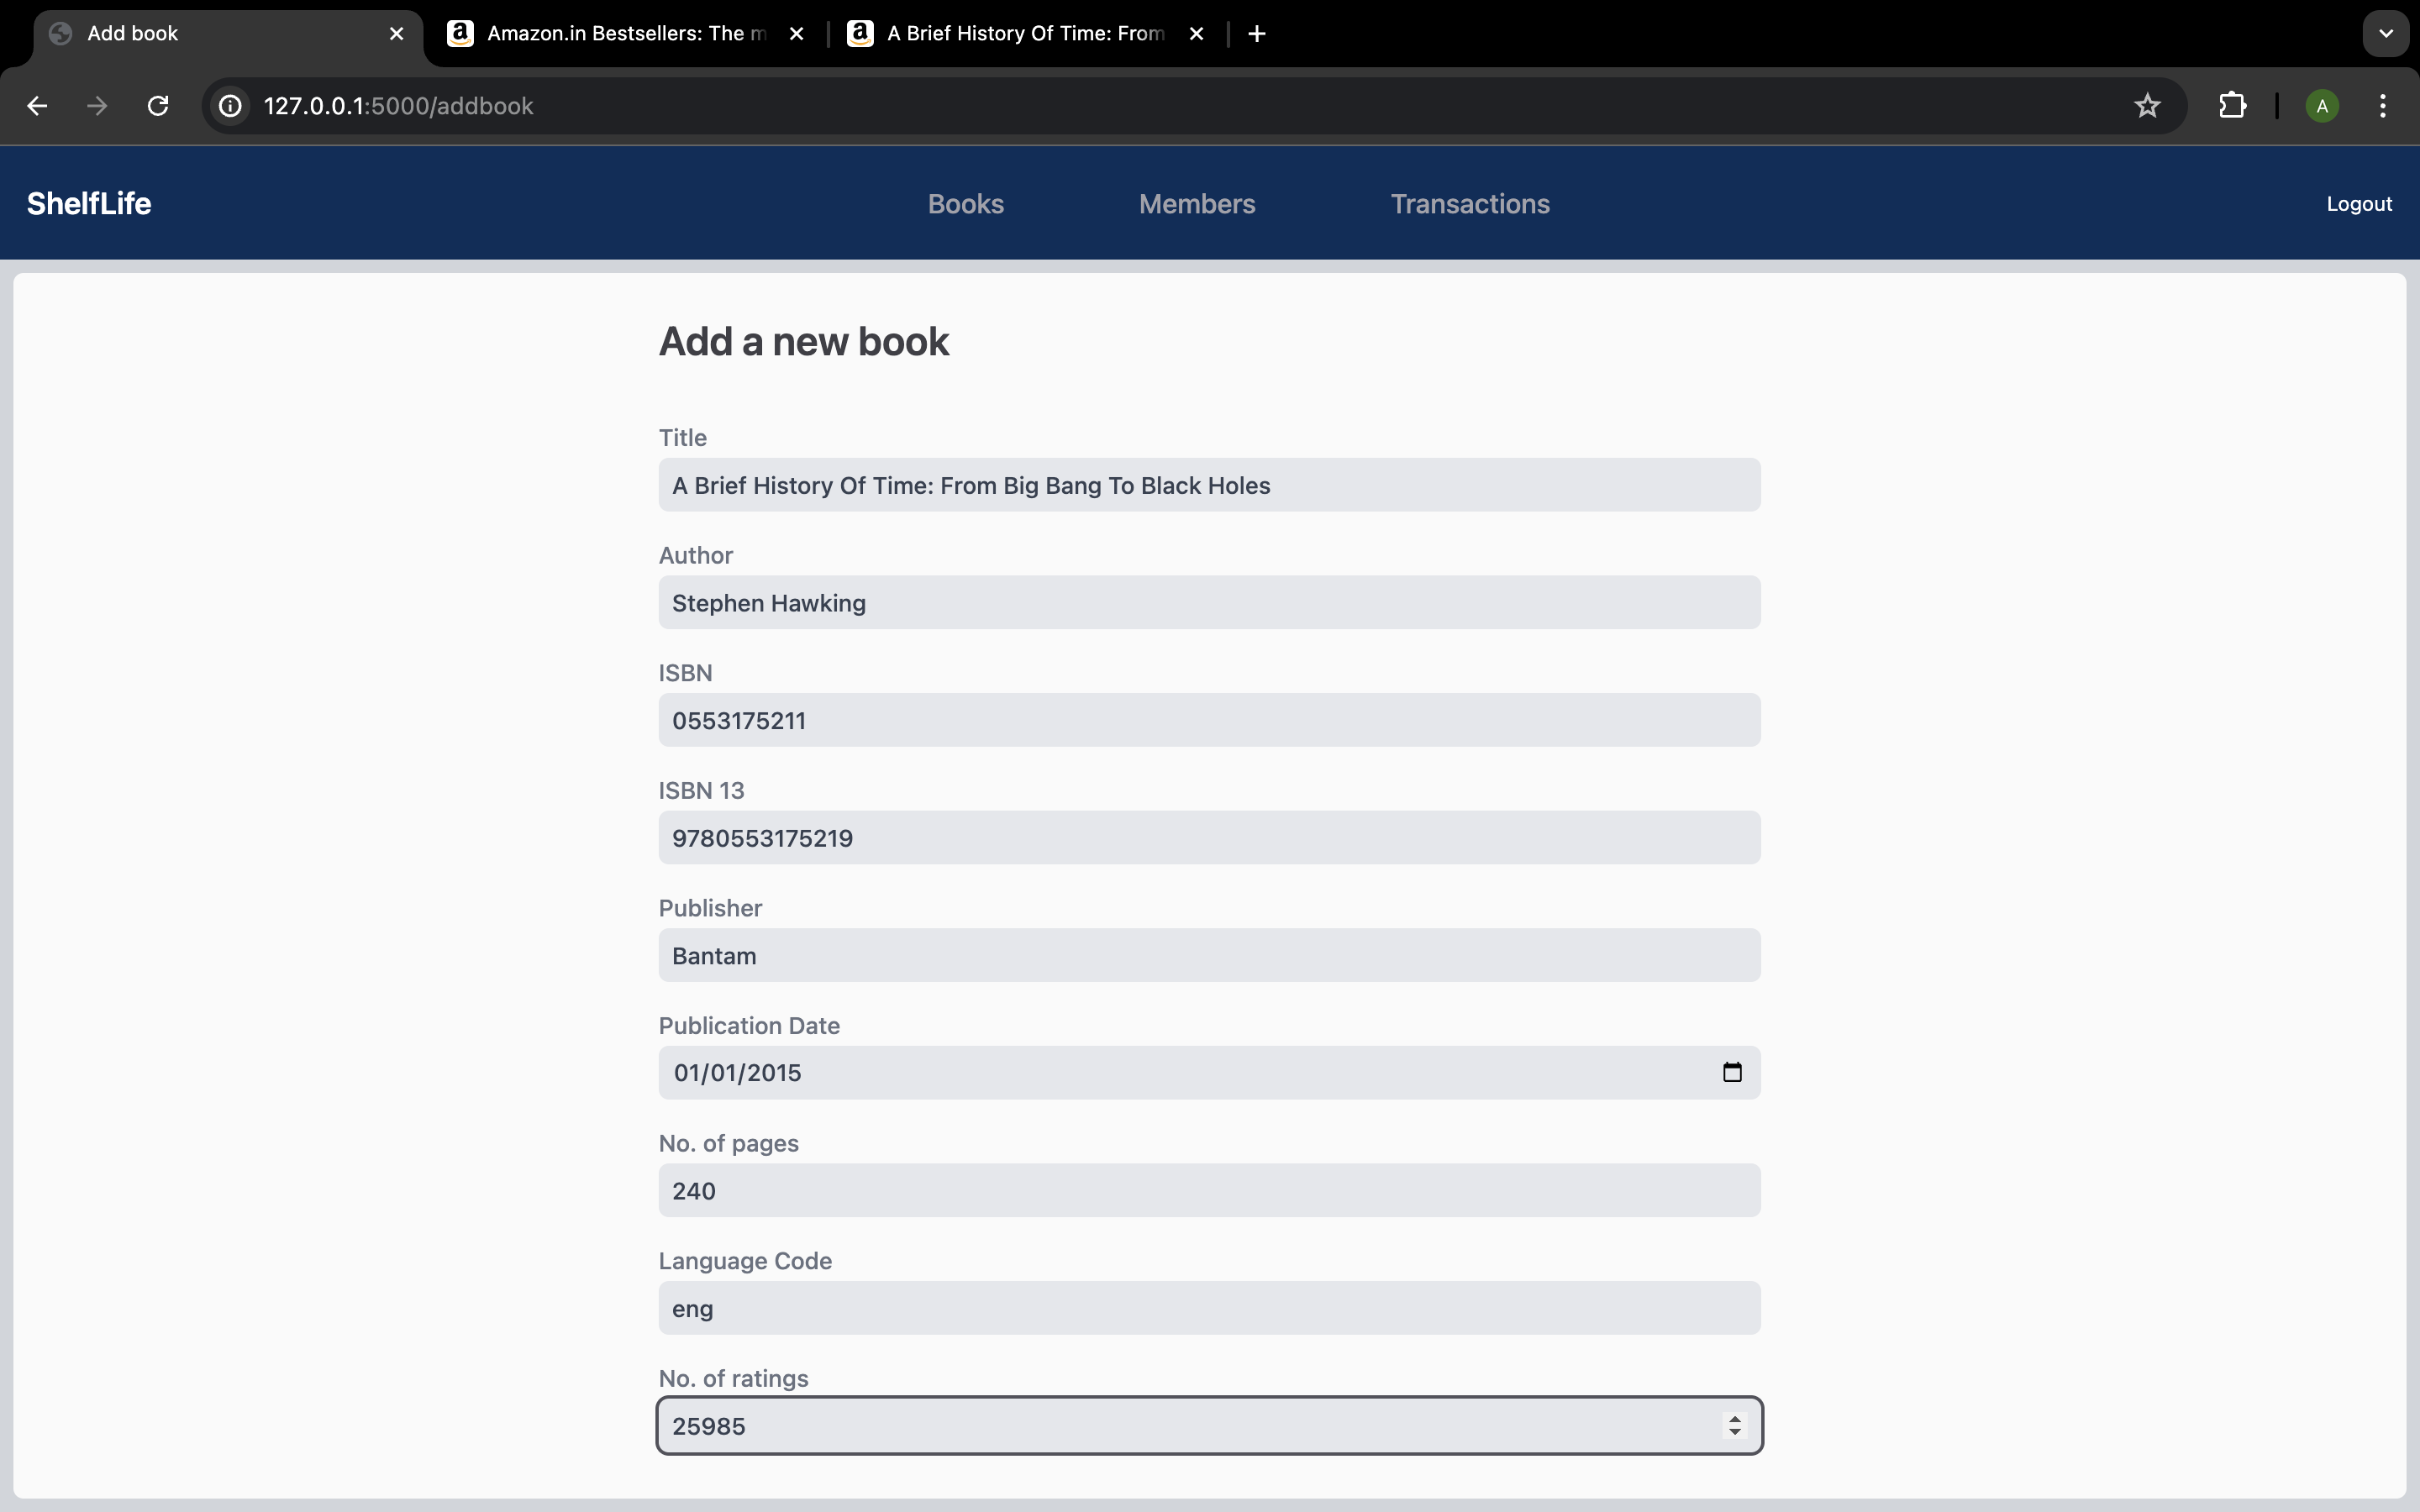 Add book
Amazon.in Bestsellers: The m
A Brief History Of Time: From
127.0.0.1:5000/addbook
A
ShelfLife
Books
Members
Transactions
Logout
Add a new book
Title
A Brief History Of Time: From Big Bang To Black Holes
Author
Stephen Hawking
ISBN
0553175211
ISBN 13
9780553175219
Publisher
Bantam
Publication Date
01/01/2015
No. of pages
240
Language Code
eng
No. of ratings
25985